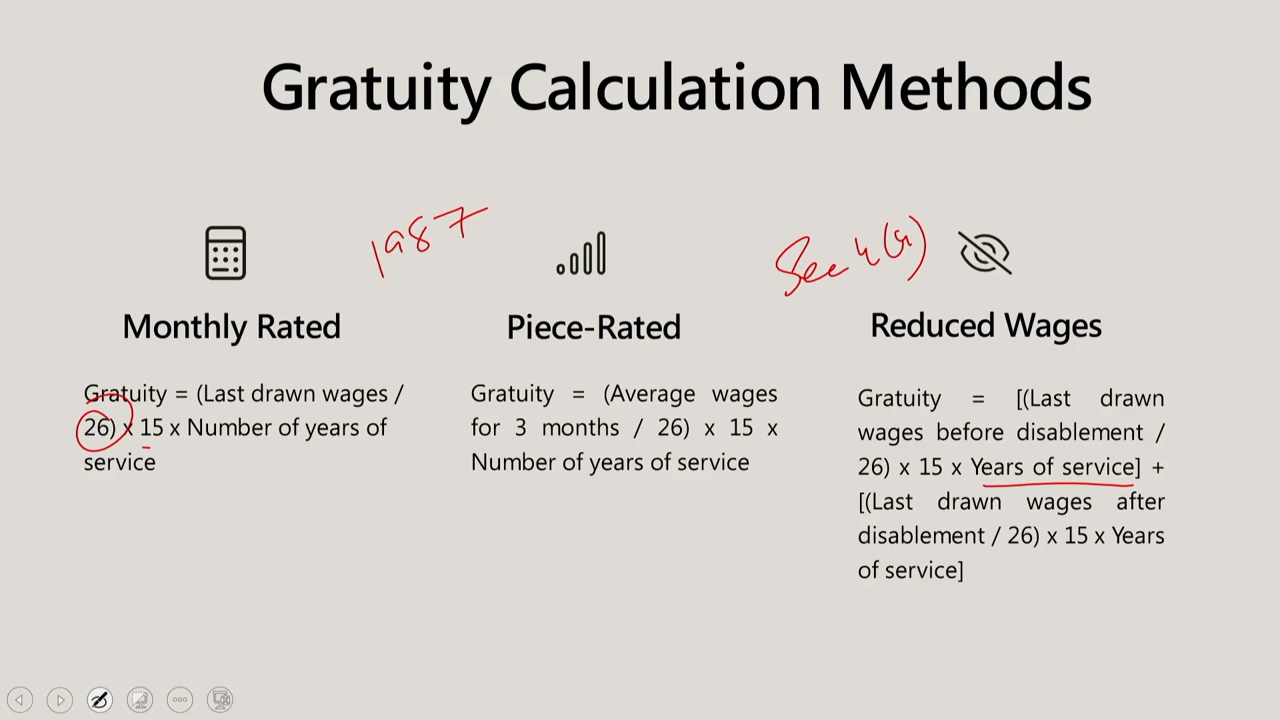 Gratuity Calculation Methods
1987
Sec 4(4)
Monthly Rated
Gratuity = (Last drawn wages /
26) x 15 x Number of years of
service
Piece-Rated
Gratuity = (Average wages
for 3 months / 26) x 15 x
Number of years of service
Reduced Wages
Gratuity = [(Last drawn
wages before disablement /
26) x 15 x Years of service] +
[(Last drawn wages after
disablement / 26) x 15 x Years
of service]